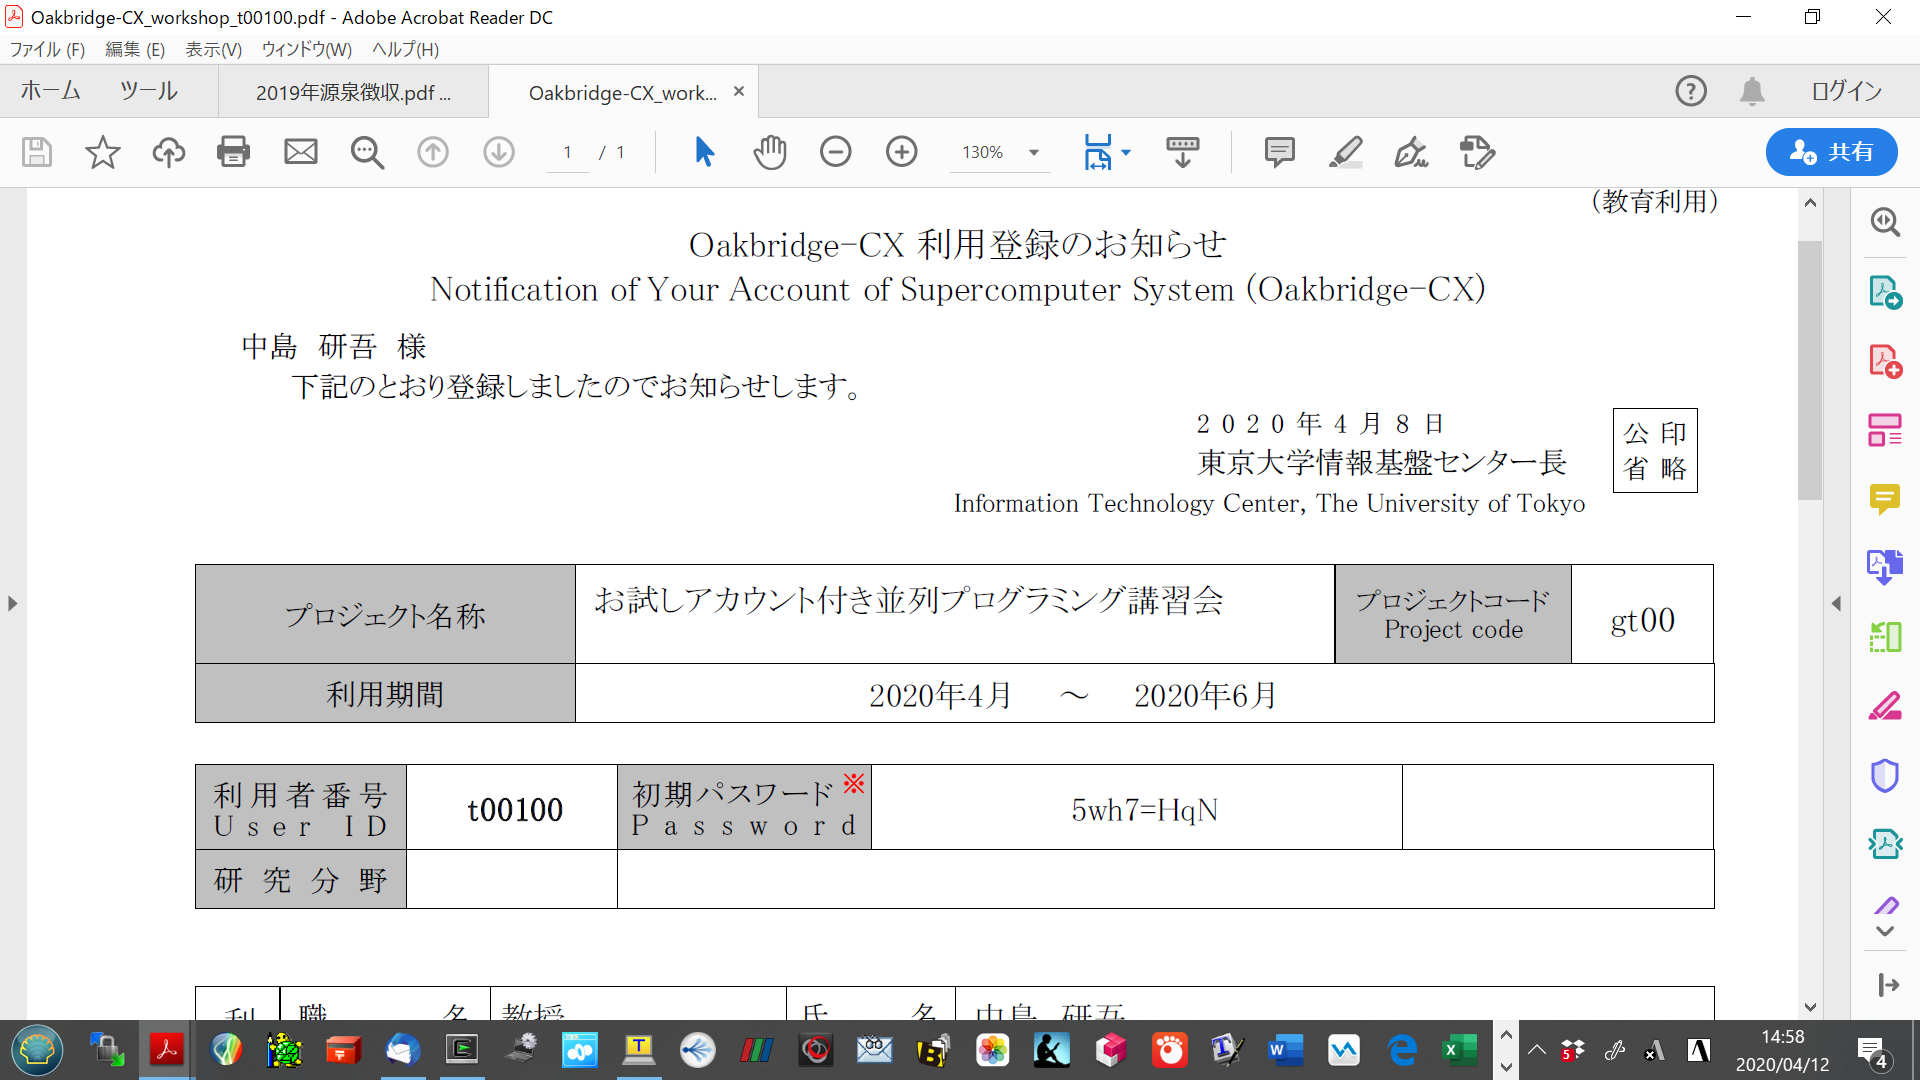 Oakbridge-CX_workshop_t00100.pdf - Adobe Acrobat Reader DC
ファイル (F) 編集 (E) 表示(V) ウィンドウ(W) ヘルプ(H)
ホーム ツール 2019年源泉徴収.pdf ... Oakbridge-CX_work... × ログイン
1 / 1 130% 共有
(教育利用)
Oakbridge-CX 利用登録のお知らせ
Notification of Your Account of Supercomputer System (Oakbridge-CX)
中島 研吾 様
下記のとおり登録しましたのでお知らせします。
2020年4月8日
東京大学情報基盤センター長
公印
省略
Information Technology Center, The University of Tokyo
プロジェクト名称 お試しアカウント付き並列プログラミング講習会 プロジェクトコード gt00
Project code
利用期間 2020年4月 ~ 2020年6月
利用者番号 t00100 初期パスワード※ 5wh7=HqN
User ID Password
研究分野
職 名 教授 氏 名 中島 研吾
14:58
2020/04/12
4